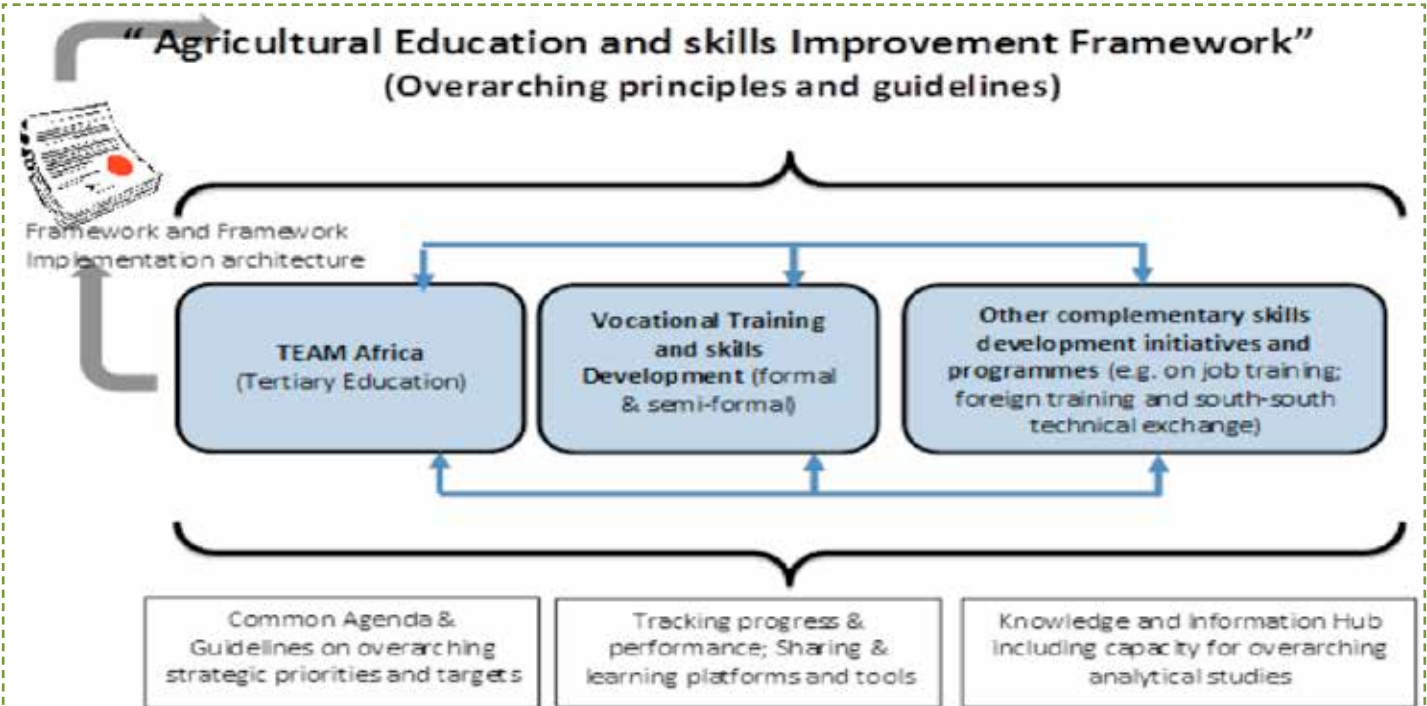 “ Agricultural Education and skills Improvement Framework”
(Overarching principles and guidelines)
Framework and Framework
Implementation architecture
TEAM Africa
(Tertiary Education)
Vocational Training
and skills
Development (formal
& semi-formal)
Other complementary skills
development initiatives and
programmes (e.g. on job training;
foreign training and south-south
technical exchange)
Common Agenda &
Guidelines on overarching
strategic priorities and targets
Tracking progress &
performance; Sharing &
learning platforms and tools
Knowledge and Information Hub
including capacity for overarching
analytical studies